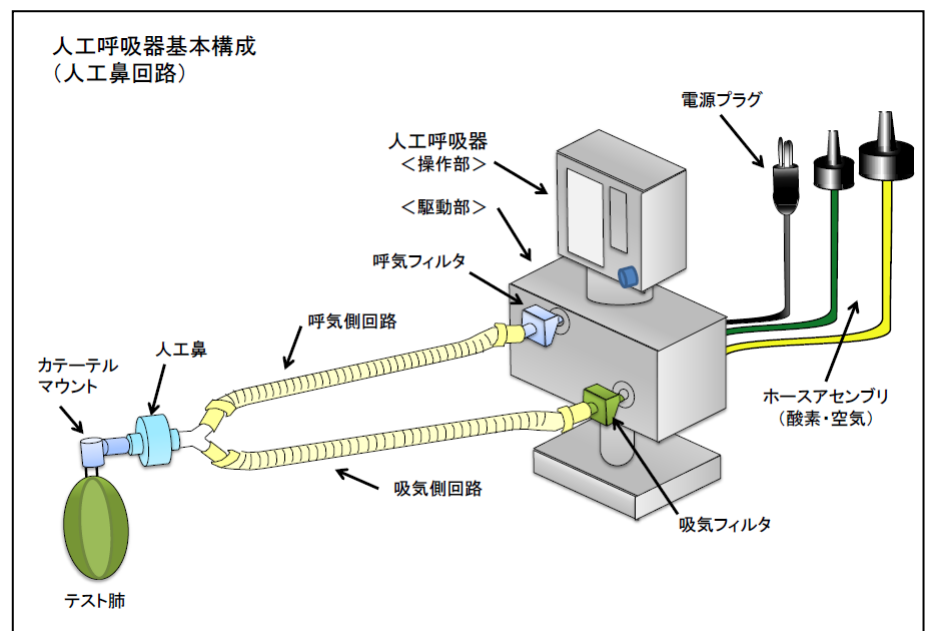 人工呼吸器基本構成
（人工鼻回路）
電源プラグ
人工呼吸器
＜操作部＞
＜駆動部＞
呼気フィルタ
呼気側回路
人工鼻
カテーテル
マウント
ホースアセンブリ
（酸素・空気）
吸気側回路
吸気フィルタ
テスト肺